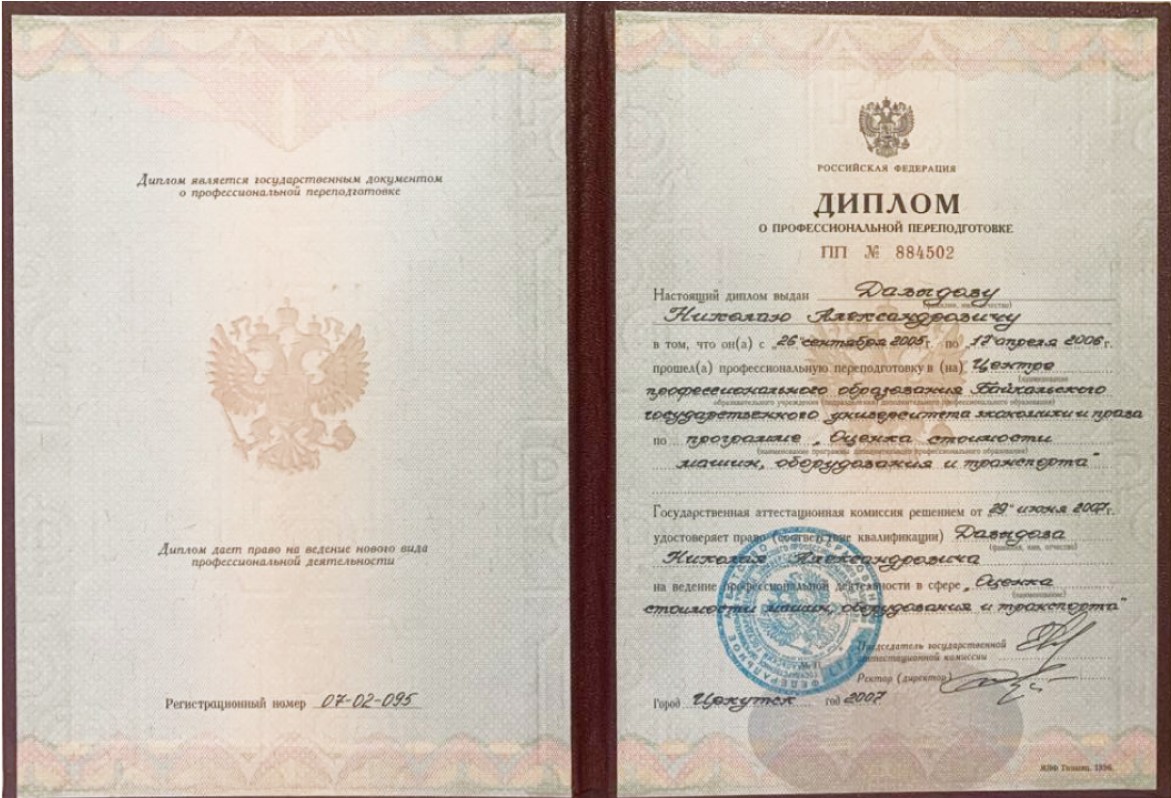 Диплом является государственным документом
о профессиональной переподготовке
Диплом дает право на ведение нового вида
профессиональной деятельности
Регистрационный номер 07-02-095
РОССИЙСКАЯ ФЕДЕРАЦИЯ
ДИПЛОМ
О ПРОФЕССИОНАЛЬНОЙ ПЕРЕПОДГОТОВКЕ
ПП № 884502
Настоящий диплом выдан Давыдову
(фамилия, имя, отчество)
Николаю Александровичу
в том, что он(а) с „26“ сентября 2005г. по „17“ апреля 2006г.
прошел(а) профессиональную переподготовку в (на) Центре
(наименование
профессионального образования Байкальского
образовательного учреждения (подразделения) дополнительного профессионального образования)
государственного университета экономики и права
по программе „Оценка стоимости
(наименование программы дополнительного профессионального образования)
машин, оборудования и транспорта“
Государственная аттестационная комиссия решением от „29“ июня 2007г.
удостоверяет право (соответствие квалификации) Давыдова
(фамилия, имя, отчество)
Николая Александровича
на ведение профессиональной деятельности в сфере „Оценка
(наименование)
стоимости машин, оборудования и транспорта“
Председатель государственной
аттестационной комиссии
Ректор (директор)
Город Иркутск год 2007